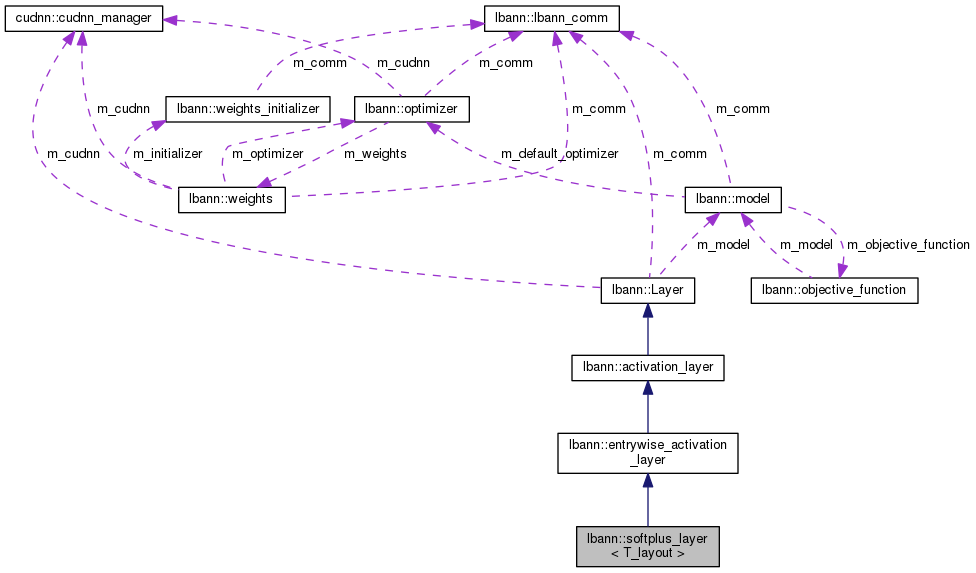 cudnn::cudnn_manager
lbann::lbann_comm
m_comm
m_cudnn
m_comm
lbann::weights_initializer
lbann::optimizer
m_cudnn
m_comm
m_comm
m_cudnn
m_initializer
m_optimizer
m_weights
m_default_optimizer
m_comm
lbann::weights
lbann::model
m_model
m_model
m_objective_function
lbann::Layer
lbann::objective_function
lbann::activation_layer
lbann::entrywise_activation
_layer
lbann::softplus_layer
< T_layout >